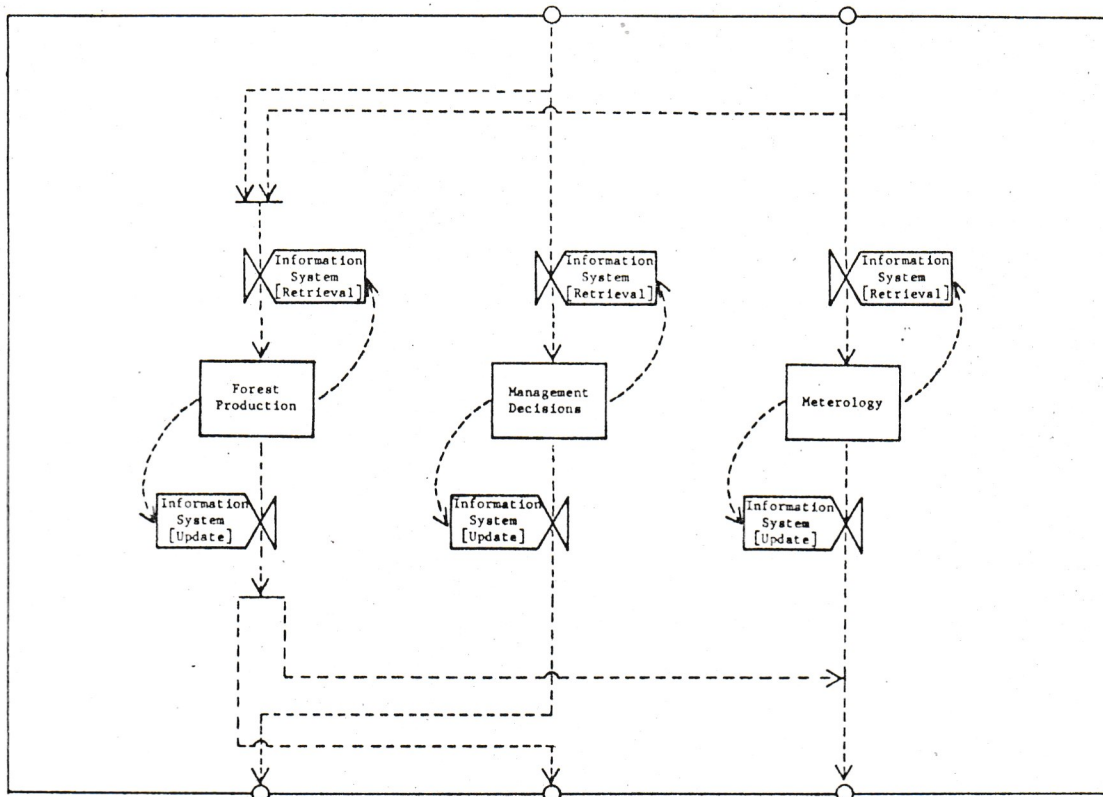 Information
System
[Retrieval]
Information
System
[Retrieval]
Information
System
[Retrieval]
Forest
Production
Management
Decisions
Meterology
Information
System
[Update]
Information
System
[Update]
Information
System
[Update]